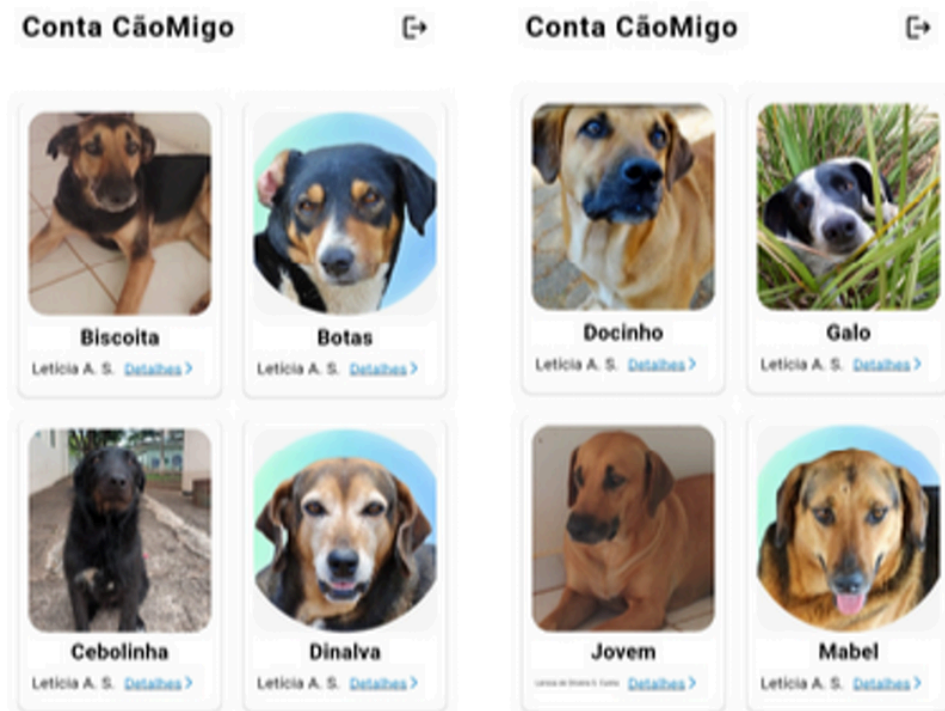 Conta CãoMigo
Biscoita
Letícia A. S. Detalhes
Botas
Letícia A. S. Detalhes
Cebolinha
Letícia A. S. Detalhes
Dinalva
Letícia A. S. Detalhes
Conta CãoMigo
Docinho
Letícia A. S. Detalhes
Galo
Letícia A. S. Detalhes
Jovem
Detalhes
Mabel
Letícia A. S. Detalhes